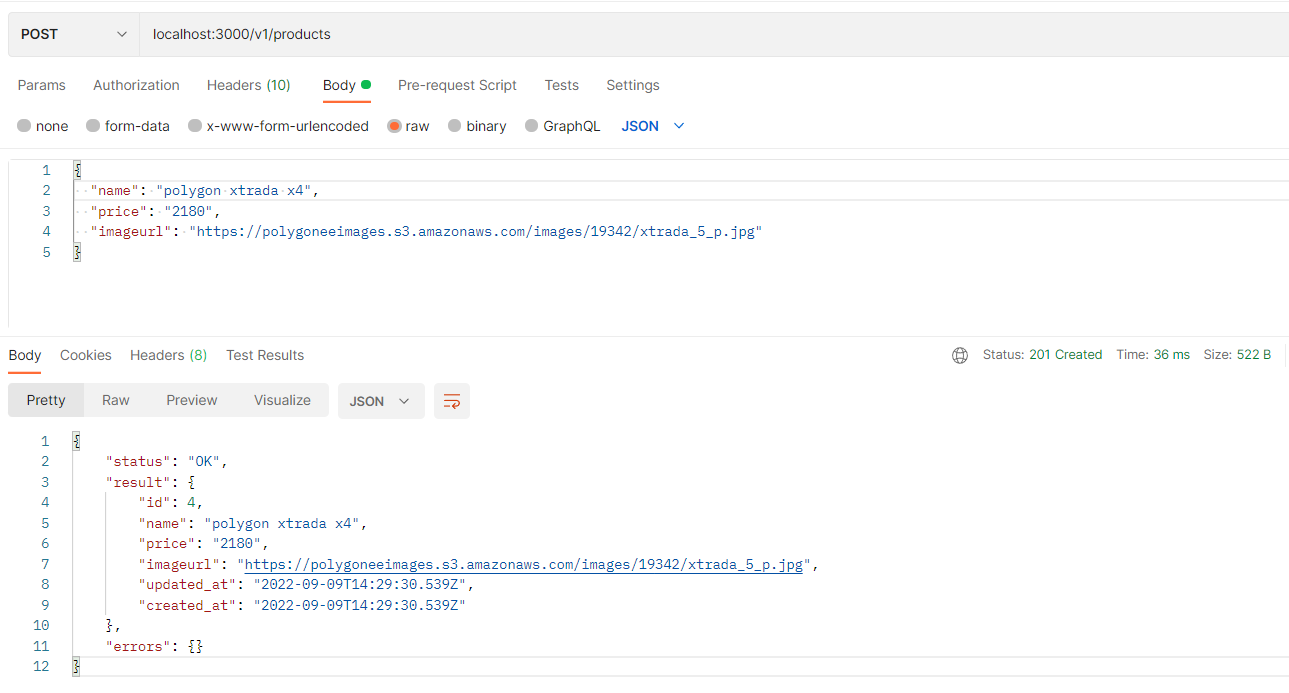 POST localhost:3000/v1/products
Params Authorization Headers (10) Body Pre-request Script Tests Settings
none form-data x-www-form-urlencoded raw binary GraphQL JSON
1 {
2 "name": "polygon xtrada x4",
3 "price": "2180",
4 "imageurl": "https://polygoneeimages.s3.amazonaws.com/images/19342/xtrada_5_p.jpg"
5 }
Body Cookies Headers (8) Test Results Status: 201 Created Time: 36 ms Size: 522 B
Pretty Raw Preview Visualize JSON
1 {
2 "status": "OK",
3 "result": {
4 "id": 4,
5 "name": "polygon xtrada x4",
6 "price": "2180",
7 "imageurl": "https://polygoneeimages.s3.amazonaws.com/images/19342/xtrada_5_p.jpg",
8 "updated_at": "2022-09-09T14:29:30.539Z",
9 "created_at": "2022-09-09T14:29:30.539Z"
10 },
11 "errors": {}
12 }